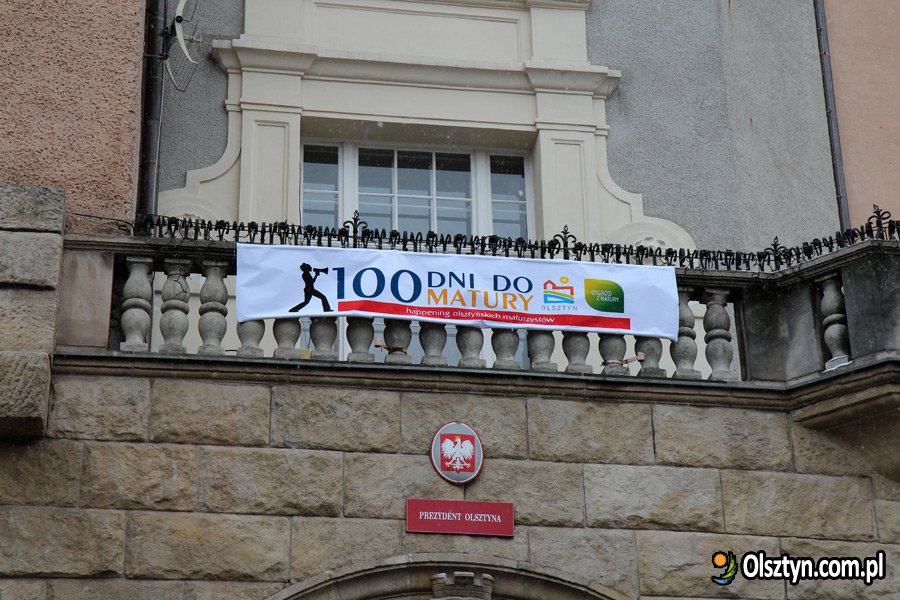 100 DNI DO
MATURY
happening olsztyńskich maturzystów
OLSZTYN
OGRÓD
Z NATURY
PREZYDENT OLSZTYNA
Olsztyn.com.pl